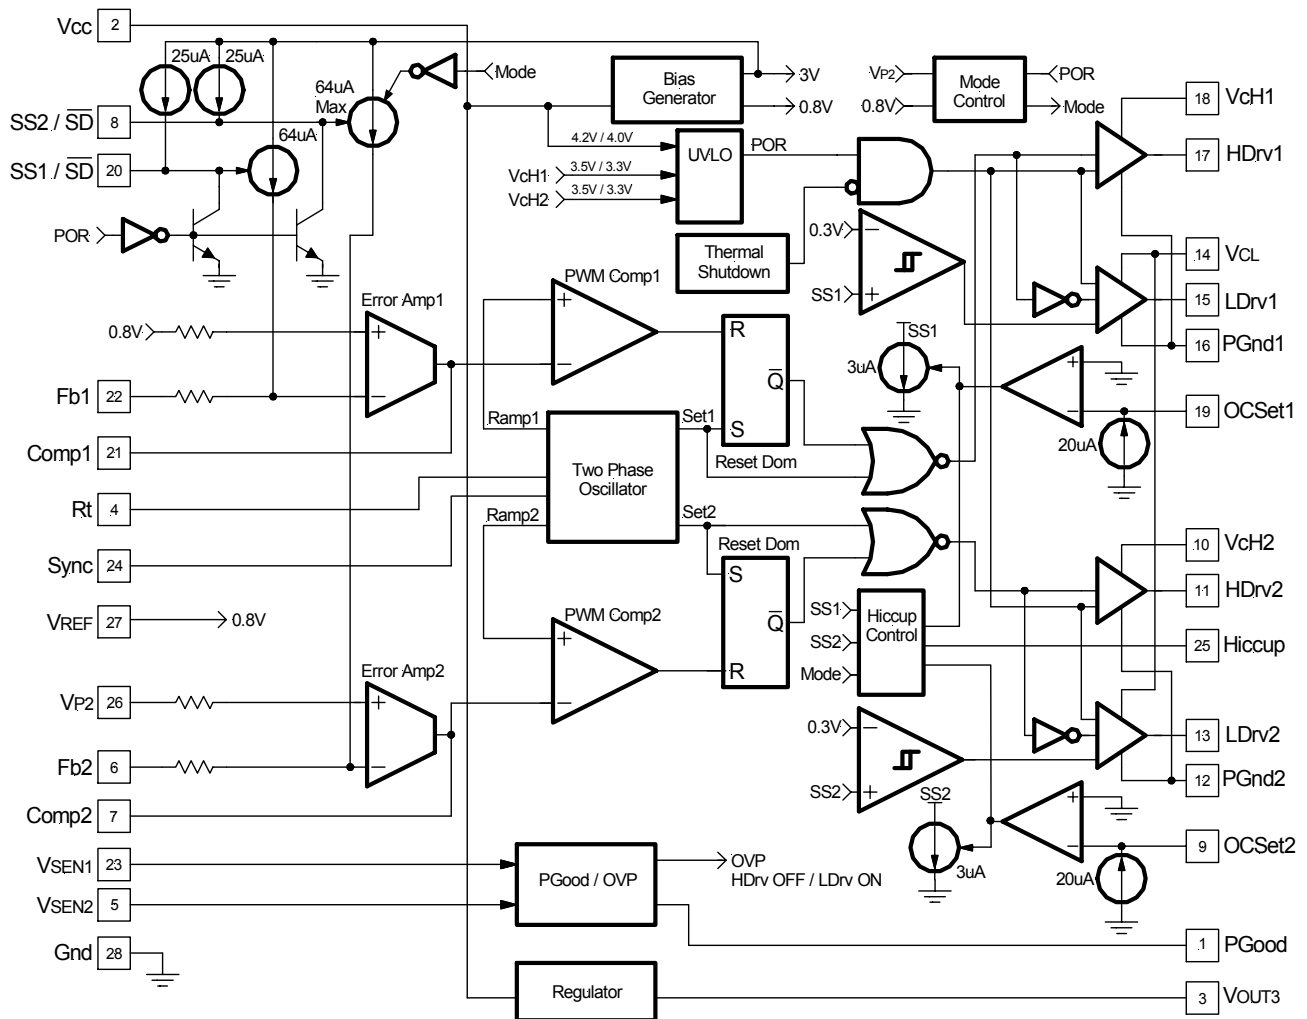 Vcc 2
25uA 25uA
64uA
Max
Mode
Bias
Generator
3V
0.8V
VP2
0.8V
Mode
Control
POR
Mode
18 VcH1
SS2 / SD 8
64uA
4.2V / 4.0V
VcH1 3.5V / 3.3V
VcH2 3.5V / 3.3V
UVLO
POR
17 HDrv1
SS1 / SD 20
POR
Thermal
Shutdown
0.3V
−
SS1
+
14 VCL
15 LDrv1
16 PGnd1
Error Amp1
0.8V
+
−
PWM Comp1
+
−
R
Q
S
Reset Dom
SS1
3uA
+
−
19 OCSet1
20uA
Fb1 22
Comp1 21
Ramp1
Set1
Two Phase
Oscillator
Rt 4
Ramp2
Set2
Reset Dom
Sync 24
S
Q
R
10 VcH2
11 HDrv2
VREF 27
0.8V
PWM Comp2
+
−
SS1
SS2
Mode
Hiccup
Control
25 Hiccup
Error Amp2
VP2 26
+
−
Fb2 6
Comp2 7
0.3V
−
SS2
+
13 LDrv2
12 PGnd2
SS2
3uA
+
−
9 OCSet2
20uA
VSEN1 23
VSEN2 5
PGood / OVP
OVP
HDrv OFF / LDrv ON
1 PGood
Gnd 28
Regulator
3 VOUT3